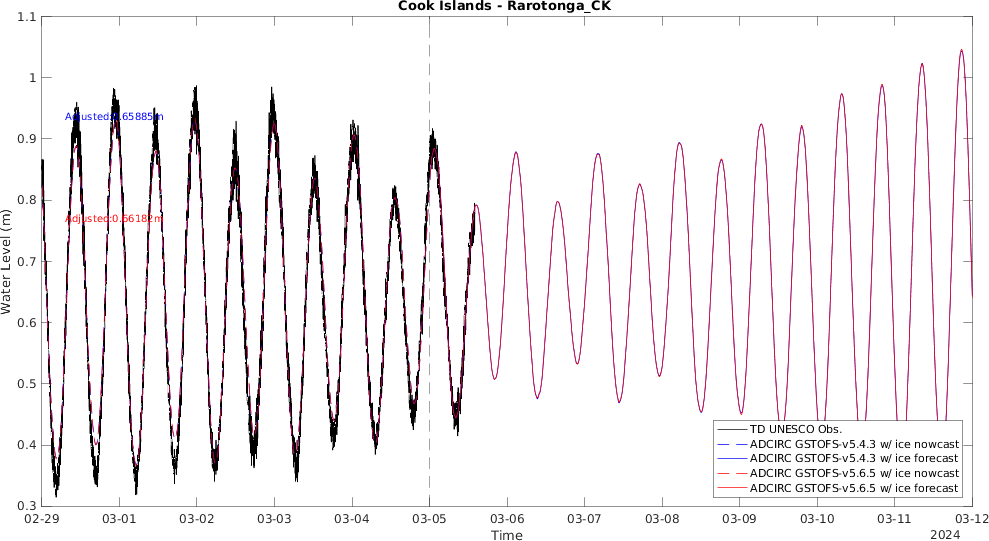 Cook Islands - Rarotonga_CK
Water Level (m)
1.1
1
0.9
0.8
0.7
0.6
0.5
0.4
0.3
Adjusted:0.65885m
Adjusted:0.66182m
TD UNESCO Obs.
ADCIRC GSTOFS-v5.4.3 w/ ice nowcast
ADCIRC GSTOFS-v5.4.3 w/ ice forecast
ADCIRC GSTOFS-v5.6.5 w/ ice nowcast
ADCIRC GSTOFS-v5.6.5 w/ ice forecast
02-29 03-01 03-02 03-03 03-04 03-05 03-06 03-07 03-08 03-09 03-10 03-11 03-12
Time
2024